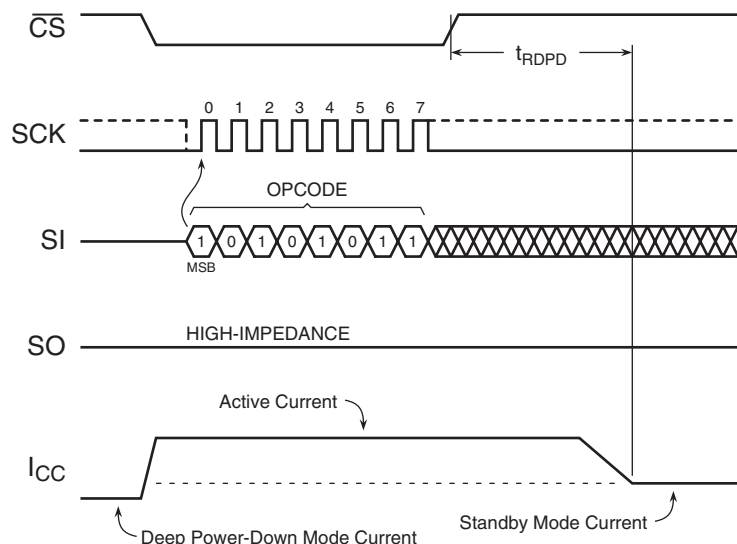 CS
tRDPD
0 1 2 3 4 5 6 7
SCK
OPCODE
SI
1 0 1 0 1 0 1 1
MSB
HIGH-IMPEDANCE
SO
Active Current
ICC
Standby Mode Current
Deep Power-Down Mode Current